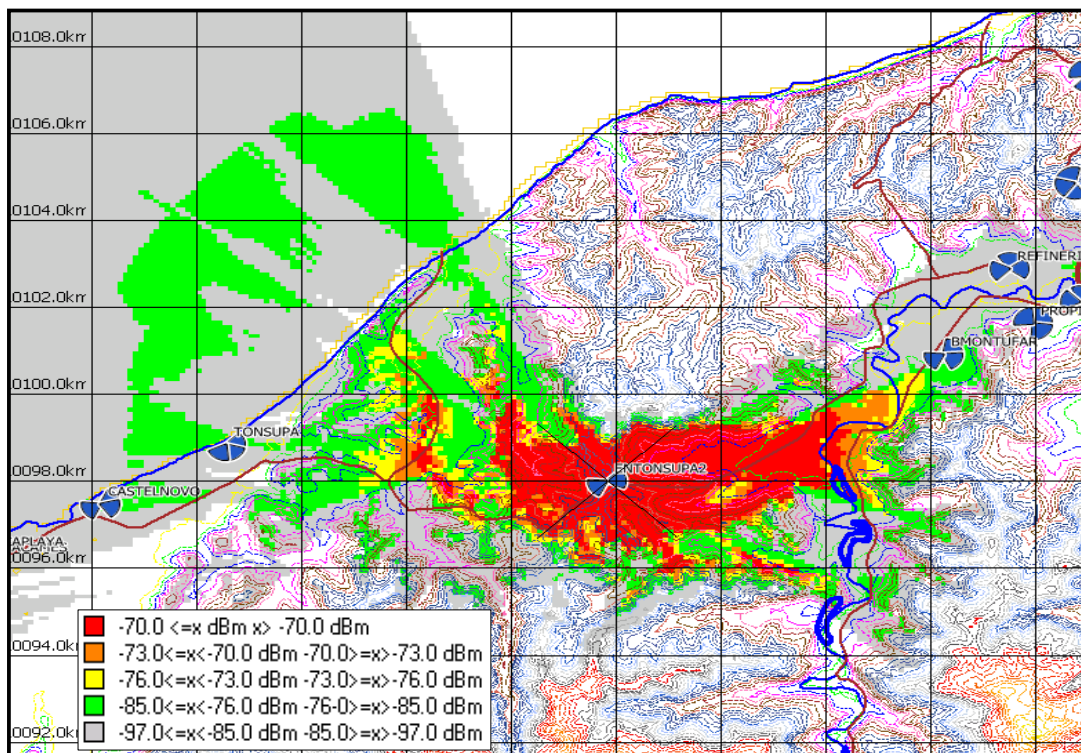 0108.0km
0106.0km
0104.0km
REFINERI
0102.0km
PROPI
BMONTUFAR
0100.0km
TONSUPA
0098.0km
ENTONSUPA2
CASTELNOVO
APLAYA
0096.0km
-70.0 <=x dBm x> -70.0 dBm
-73.0<=x<-70.0 dBm -70.0>=x>-73.0 dBm
-76.0<=x<-73.0 dBm -73.0>=x>-76.0 dBm
-85.0<=x<-76.0 dBm -76.0>=x>-85.0 dBm
-97.0<=x<-85.0 dBm -85.0>=x>-97.0 dBm
0094.0km
0092.0km